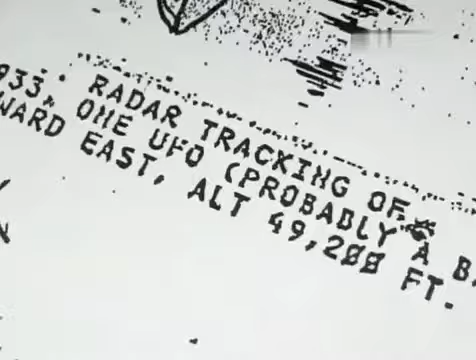 933. RADAR TRACKING OF
ONE UFO (PROBABLY A B
WARD EAST, ALT 49,200 FT.